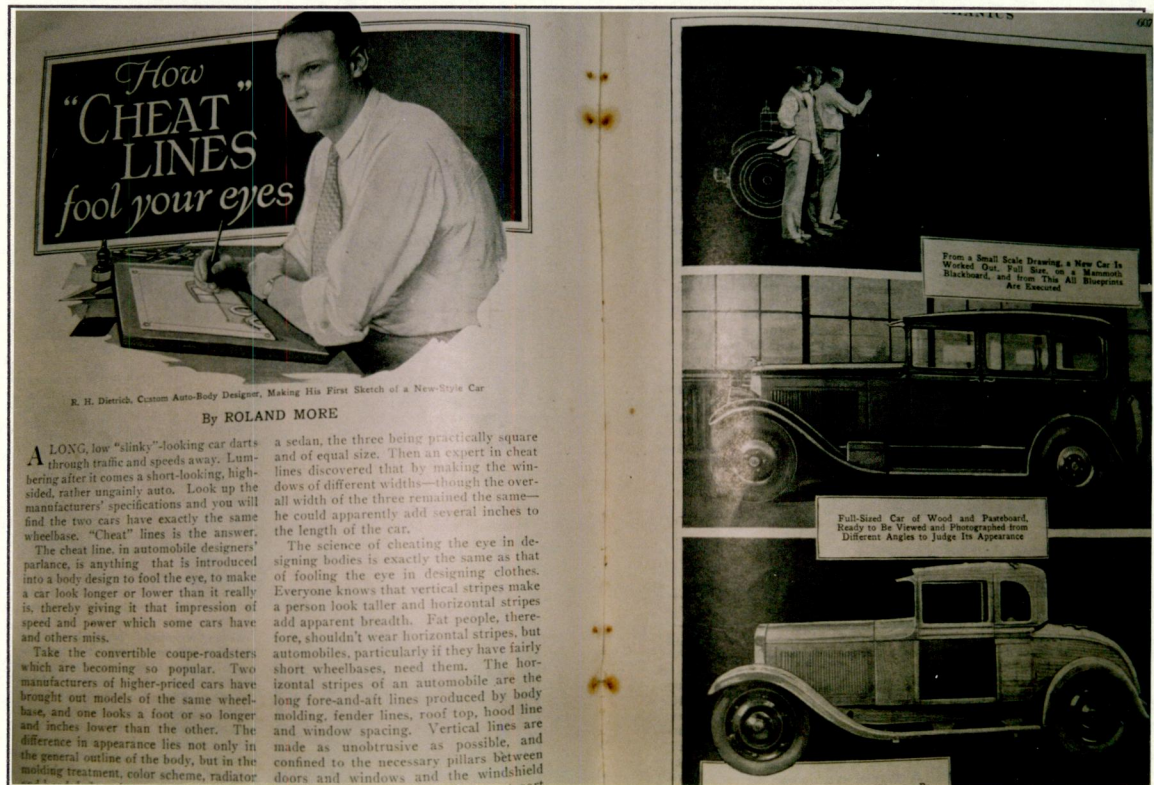 How
"CHEAT"
LINES
fool your eyes
R. H. Dietrich, Custom Auto-Body Designer, Making His First Sketch of a New-Style Car
By ROLAND MORE
A LONG, low "slinky"-looking car darts
through traffic and speeds away. Lum-
bering after it comes a short-looking, high-
sided, rather ungainly auto. Look up the
manufacturers' specifications and you will
find the two cars have exactly the same
wheelbase. "Cheat" lines is the answer.
The cheat line, in automobile designers'
parlance, is anything that is introduced
into a body design to fool the eye, to make
a car look longer or lower than it really
is, thereby giving it that impression of
speed and power which some cars have
and others miss.
Take the convertible coupe-roadsters
which are becoming so popular. Two
manufacturers of higher-priced cars have
brought out models of the same wheel-
base, and one looks a foot or so longer
and inches lower than the other. The
difference in appearance lies not only in
the general outline of the body, but in the
molding treatment, color scheme, radiator
a sedan, the three being practically square
and of equal size. Then an expert in cheat
lines discovered that by making the win-
dows of different widths—though the over-
all width of the three remained the same—
he could apparently add several inches to
the length of the car.
The science of cheating the eye in de-
signing bodies is exactly the same as that
of fooling the eye in designing clothes.
Everyone knows that vertical stripes make
a person look taller and horizontal stripes
add apparent breadth. Fat people, there-
fore, shouldn't wear horizontal stripes, but
automobiles, particularly if they have fairly
short wheelbases, need them. The hor-
izontal stripes of an automobile are the
long fore-and-aft lines produced by body
molding, fender lines, roof top, hood line
and window spacing. Vertical lines are
made as unobtrusive as possible, and
confined to the necessary pillars between
doors and windows and the windshield
607
From a Small Scale Drawing, a New Car Is
Worked Out, Full Size, on a Mammoth
Blackboard, and from This All Blueprints
Are Executed
Full-Sized Car of Wood and Pasteboard,
Ready to Be Viewed and Photographed from
Different Angles to Judge Its Appearance